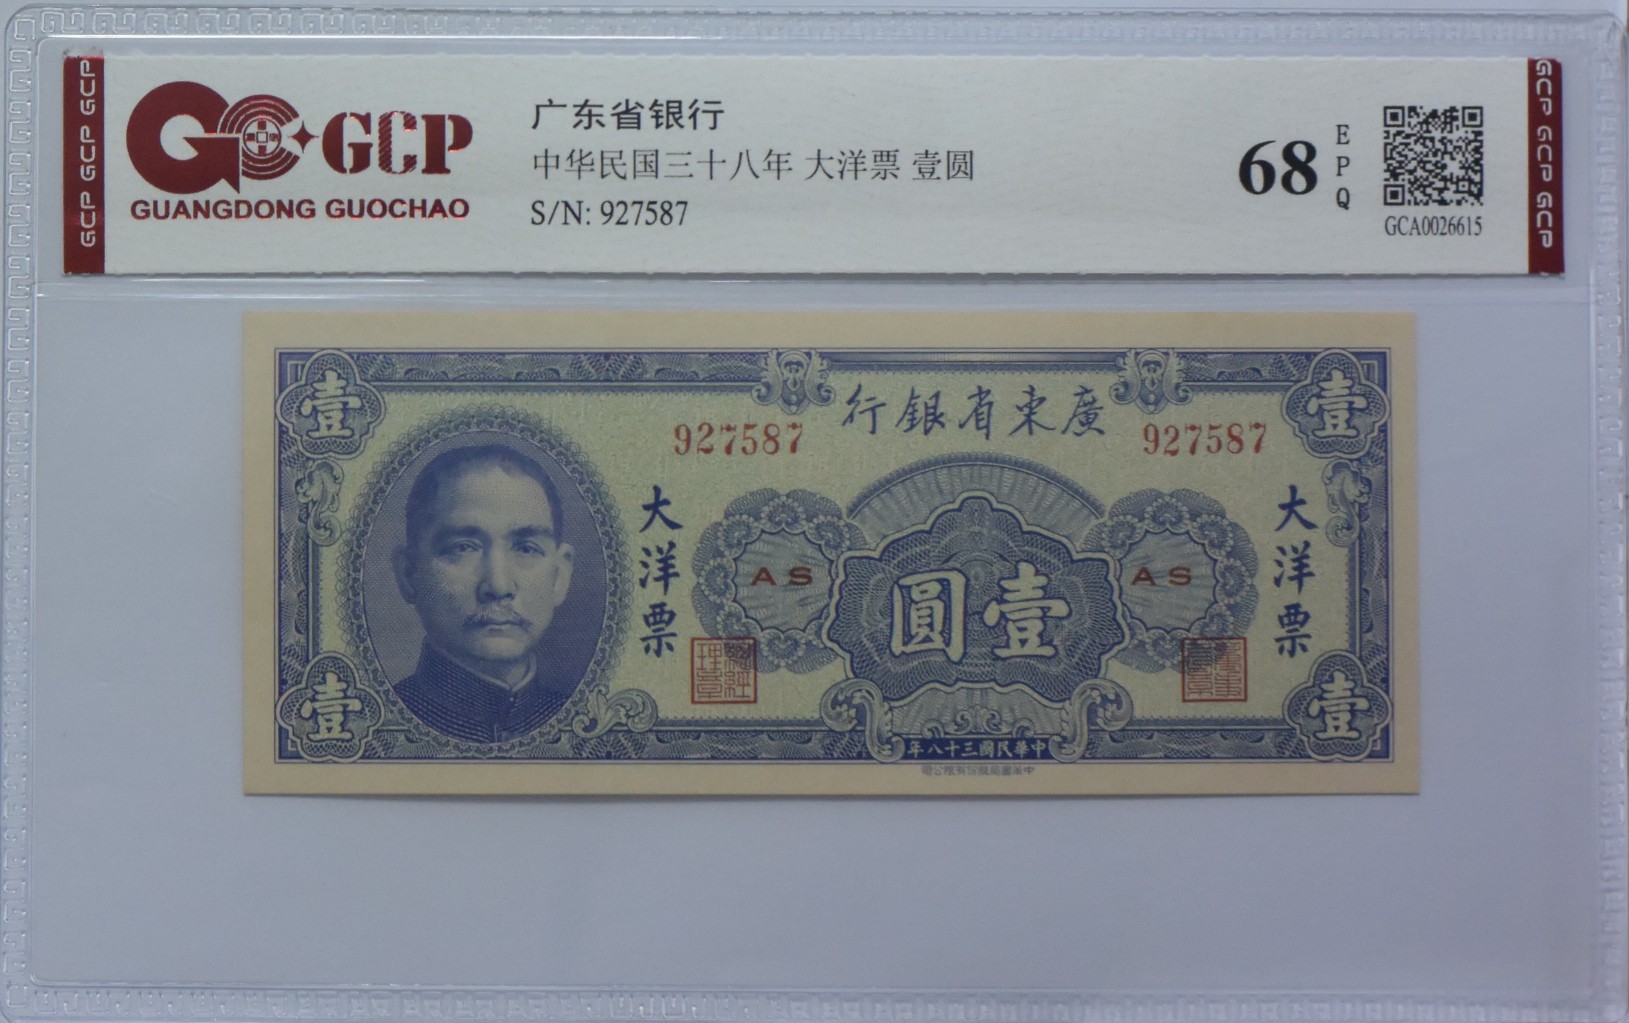 GCP GCP GCP
GCP
GUANGDONG GUOCHAO
广东省银行
中华民国三十八年 大洋票 壹圆
S/N: 927587
68
EPQ
GCA0026615
GCP GCP GCP
壹
壹
行銀省東廣
927587
927587
大洋票
大洋票
AS
AS
圓壹
壹
壹
年八十三國民華中